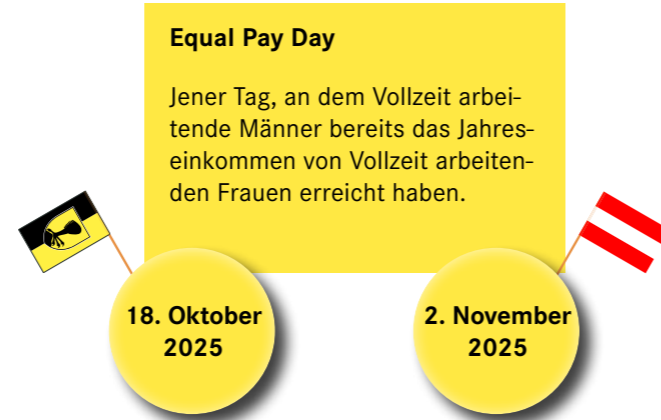 Equal Pay Day
Jener Tag, an dem Vollzeit arbei-
tende Männer bereits das Jahres-
einkommen von Vollzeit arbeiten-
den Frauen erreicht haben.
18. Oktober
2025
2. November
2025